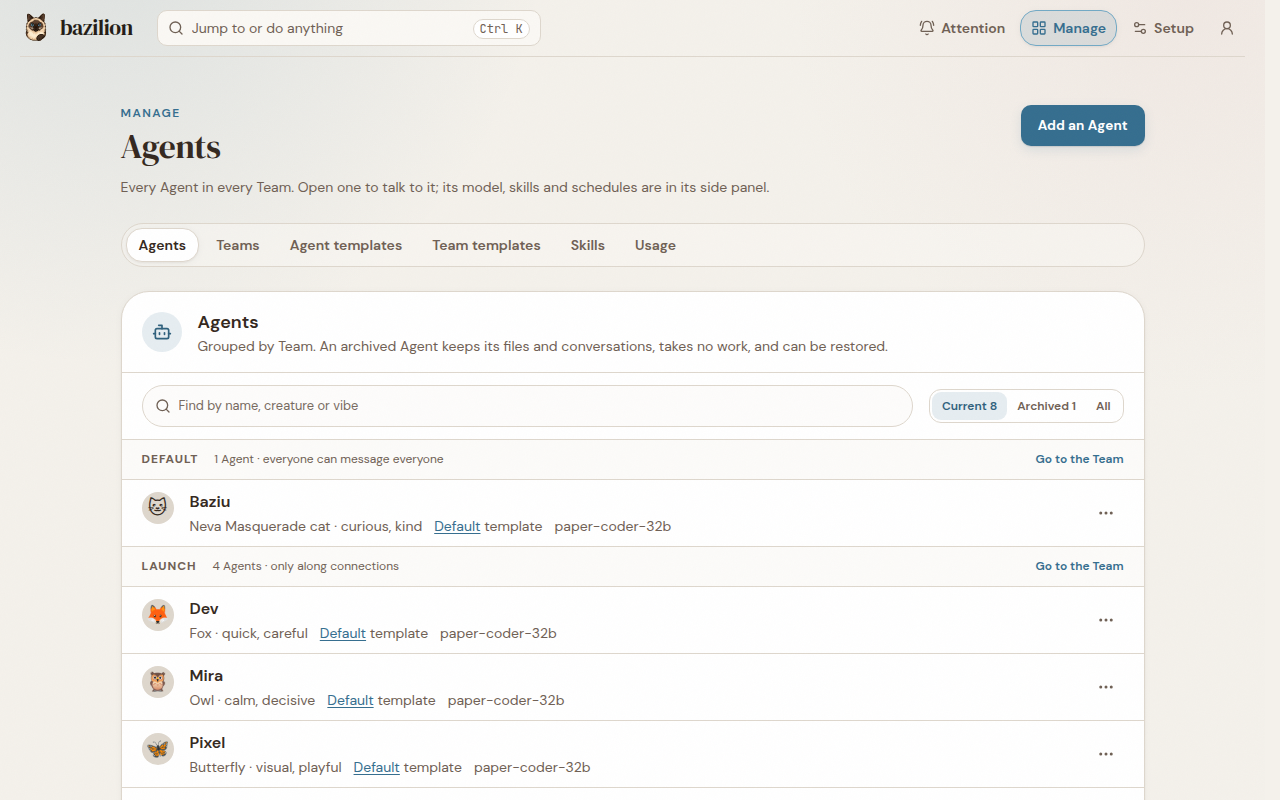 bazilion
Jump to or do anything
Ctrl K
Attention
Manage
Setup
MANAGE
Agents
Add an Agent
Every Agent in every Team. Open one to talk to it; its model, skills and schedules are in its side panel.
Agents
Teams
Agent templates
Team templates
Skills
Usage
Agents
Grouped by Team. An archived Agent keeps its files and conversations, takes no work, and can be restored.
Find by name, creature or vibe
Current 8
Archived 1
All
DEFAULT 1 Agent · everyone can message everyone
Go to the Team
Baziu
Neva Masquerade cat · curious, kind Default template paper-coder-32b
LAUNCH 4 Agents · only along connections
Go to the Team
Dev
Fox · quick, careful Default template paper-coder-32b
Mira
Owl · calm, decisive Default template paper-coder-32b
Pixel
Butterfly · visual, playful Default template paper-coder-32b